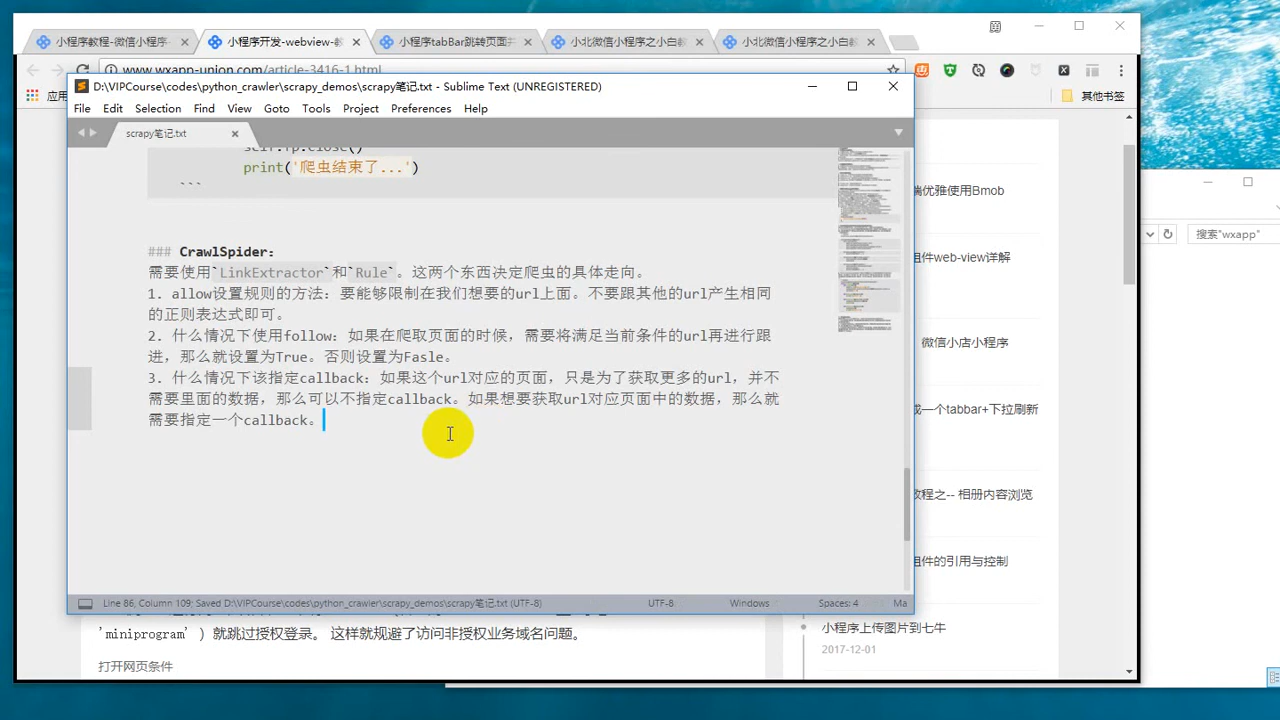 小程序教程-微信小程序-
小程序开发-webview-教
小程序tabBar跳转页面并
小北微信小程序之小白教
小北微信小程序之小白教
www.wxapp-union.com/article-3416-1.html
应用
其他书签
D:\VIPCourse\codes\python_crawler\scrapy_demos\scrapy笔记.txt - Sublime Text (UNREGISTERED)
File Edit Selection Find View Goto Tools Project Preferences Help
scrapy笔记.txt
self.fp.close()
print('爬虫结束了...')
```
### CrawlSpider:
需要使用`LinkExtractor`和`Rule`。这两个东西决定爬虫的具体走向。
1. allow设置规则的方法：要能够限制在我们想要的url上面。不要跟其他的url产生相同
的正则表达式即可。
2. 什么情况下使用follow：如果在爬取页面的时候，需要将满足当前条件的url再进行跟
进，那么就设置为True。否则设置为Fasle。
3. 什么情况下该指定callback：如果这个url对应的页面，只是为了获取更多的url，并不
需要里面的数据，那么可以不指定callback。如果想要获取url对应页面中的数据，那么就
需要指定一个callback。
Line 86, Column 109; Saved D:\VIPCourse\codes\python_crawler\scrapy_demos\scrapy笔记.txt (UTF-8)
UTF-8
Windows
Spaces: 4
Ma
端优雅使用Bmob
组件web-view详解
微信小店小程序
成一个tabbar+下拉刷新
教程之-- 相册内容浏览
组件的引用与控制
小程序上传图片到七牛
2017-12-01
搜索"wxapp"
'miniprogram' ）就跳过授权登录。 这样就规避了访问非授权业务域名问题。
打开网页条件